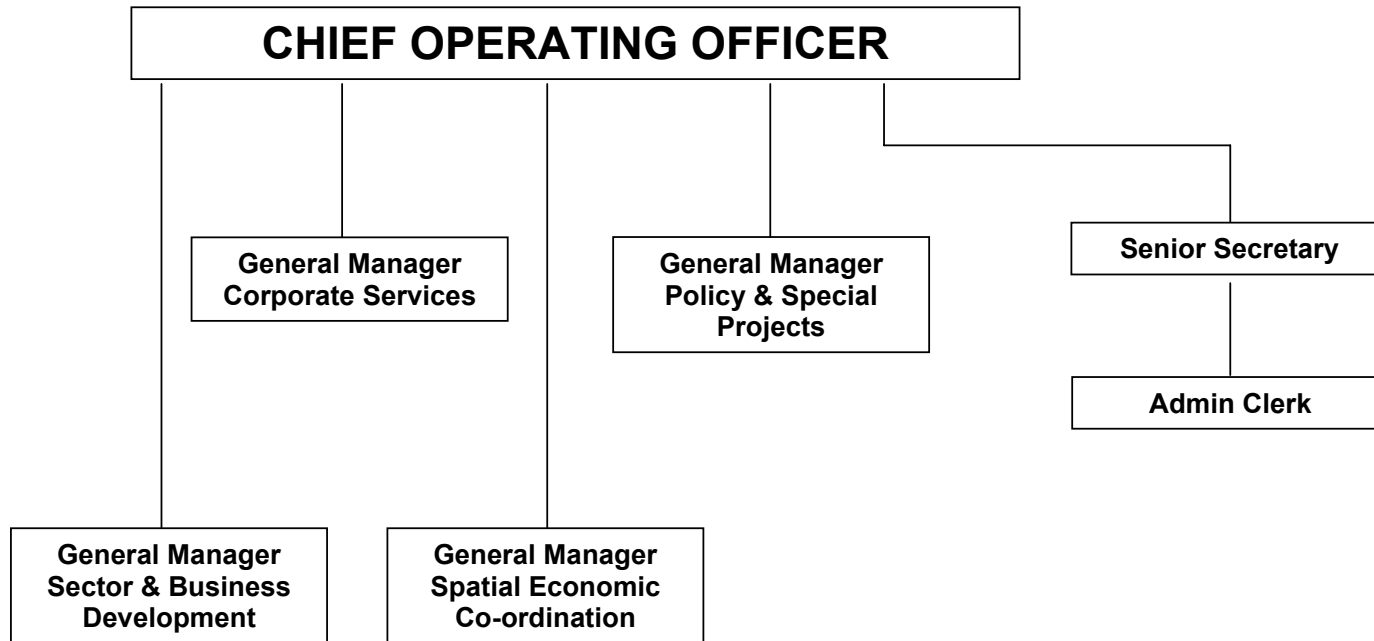 CHIEF OPERATING OFFICER
General Manager
Corporate Services
General Manager
Policy & Special
Projects
Senior Secretary
Admin Clerk
General Manager
Sector & Business
Development
General Manager
Spatial Economic
Co-ordination